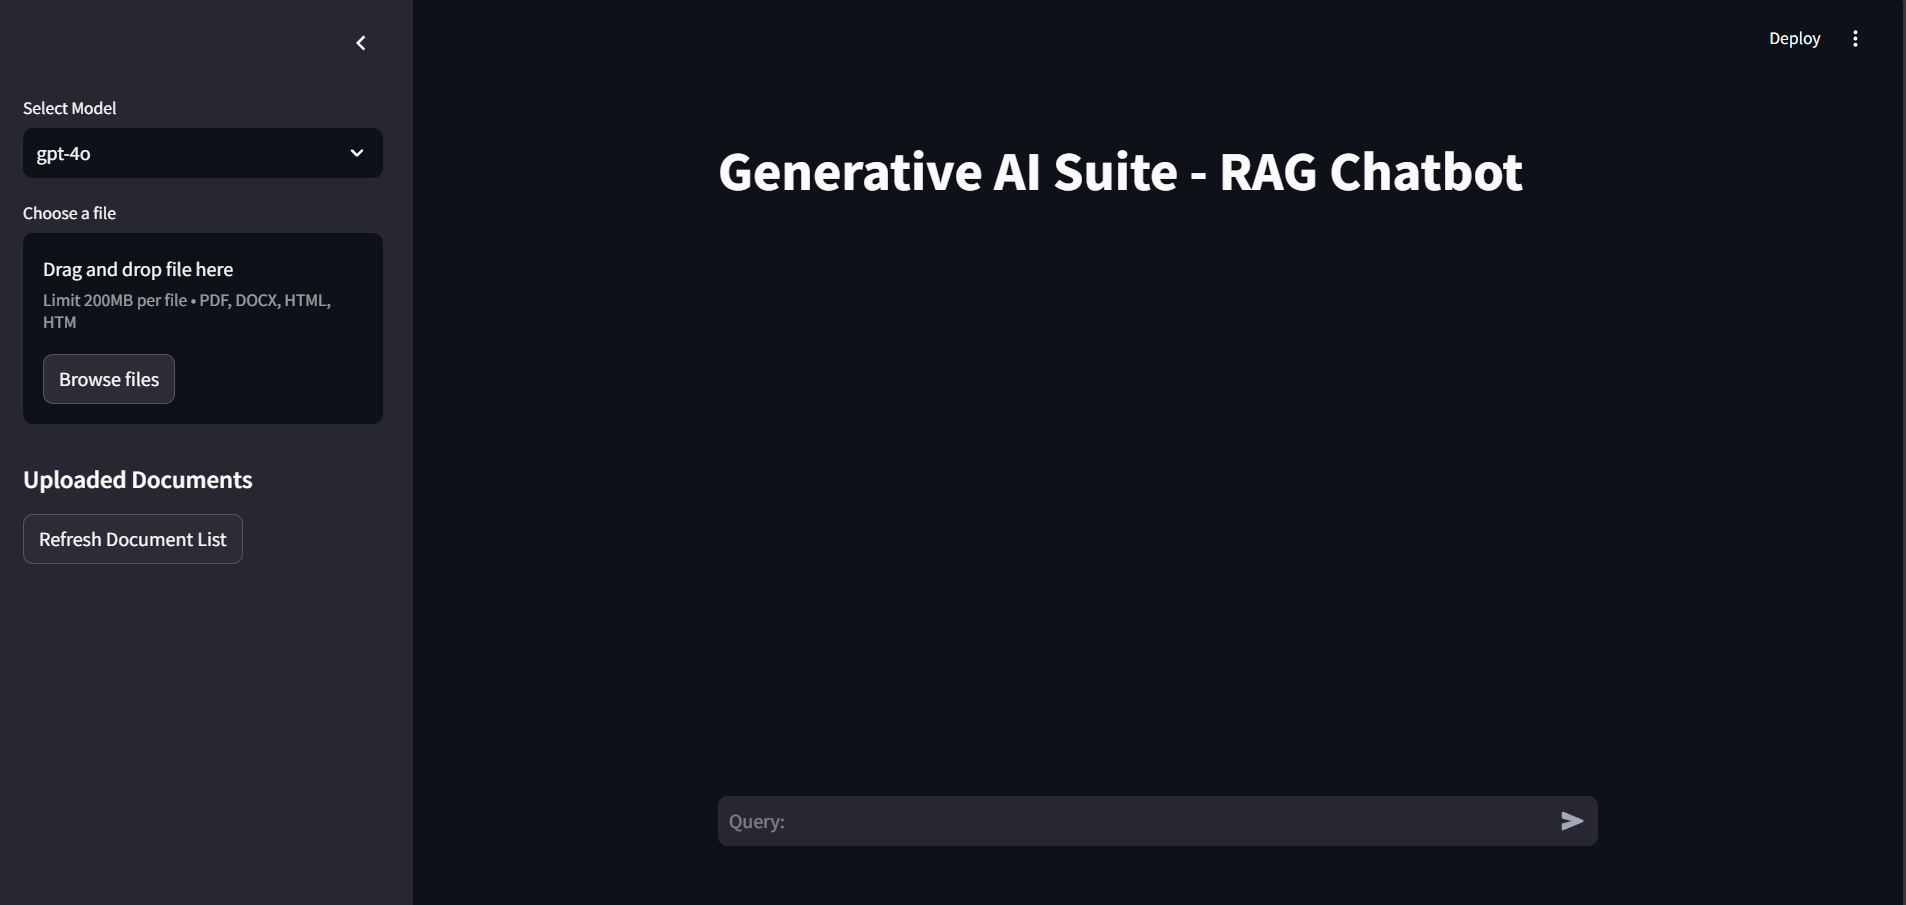 Deploy
Select Model
gpt-4o
Choose a file
Drag and drop file here
Limit 200MB per file • PDF, DOCX, HTML,
HTM
Browse files
Uploaded Documents
Refresh Document List
Generative AI Suite - RAG Chatbot
Query: